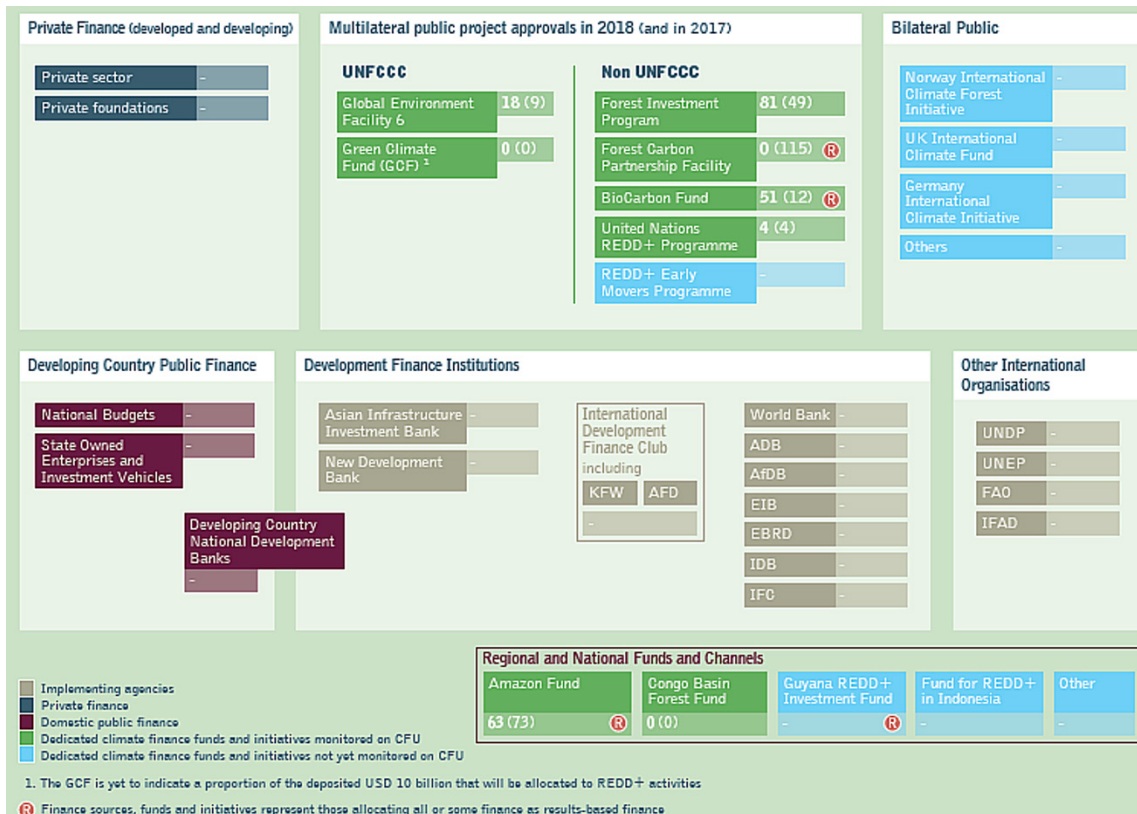 Private Finance (developed and developing)
Private sector -
Private foundations -
Multilateral public project approvals in 2018 (and in 2017)
UNFCCC
Global Environment
Facility 6
18 (9)
Green Climate
Fund (GCF) 1
0 (0)
Non UNFCCC
Forest Investment
Program
81 (49)
Forest Carbon
Partnership Facility
0 (115) R
BioCarbon Fund
51 (12) R
United Nations
REDD+ Programme
4 (4)
REDD+ Early
Movers Programme
-
Bilateral Public
Norway International
Climate Forest
Initiative
-
UK International
Climate Fund
-
Germany
International
Climate Initiative
-
Others -
Developing Country Public Finance
National Budgets -
State Owned
Enterprises and
Investment Vehicles
-
Developing Country
National Development
Banks
-
Development Finance Institutions
Asian Infrastructure
Investment Bank
-
New Development
Bank
-
International
Development
Finance Club
including
KFW AFD
-
World Bank -
ADB -
AfDB -
EIB -
EBRD -
IDB -
IFC -
Other International
Organisations
UNDP -
UNEP -
FAO -
IFAD -
Regional and National Funds and Channels
Amazon Fund
63 (73) R
Congo Basin
Forest Fund
0 (0)
Guyana REDD+
Investment Fund
- R
Fund for REDD+
in Indonesia
-
Other
-
Implementing agencies
Private finance
Domestic public finance
Dedicated climate finance funds and initiatives monitored on CFU
Dedicated climate finance funds and initiatives not yet monitored on CFU
1. The GCF is yet to indicate a proportion of the deposited USD 10 billion that will be allocated to REDD+ activities
R Finance sources, funds and initiatives represent those allocating all or some finance as results-based finance